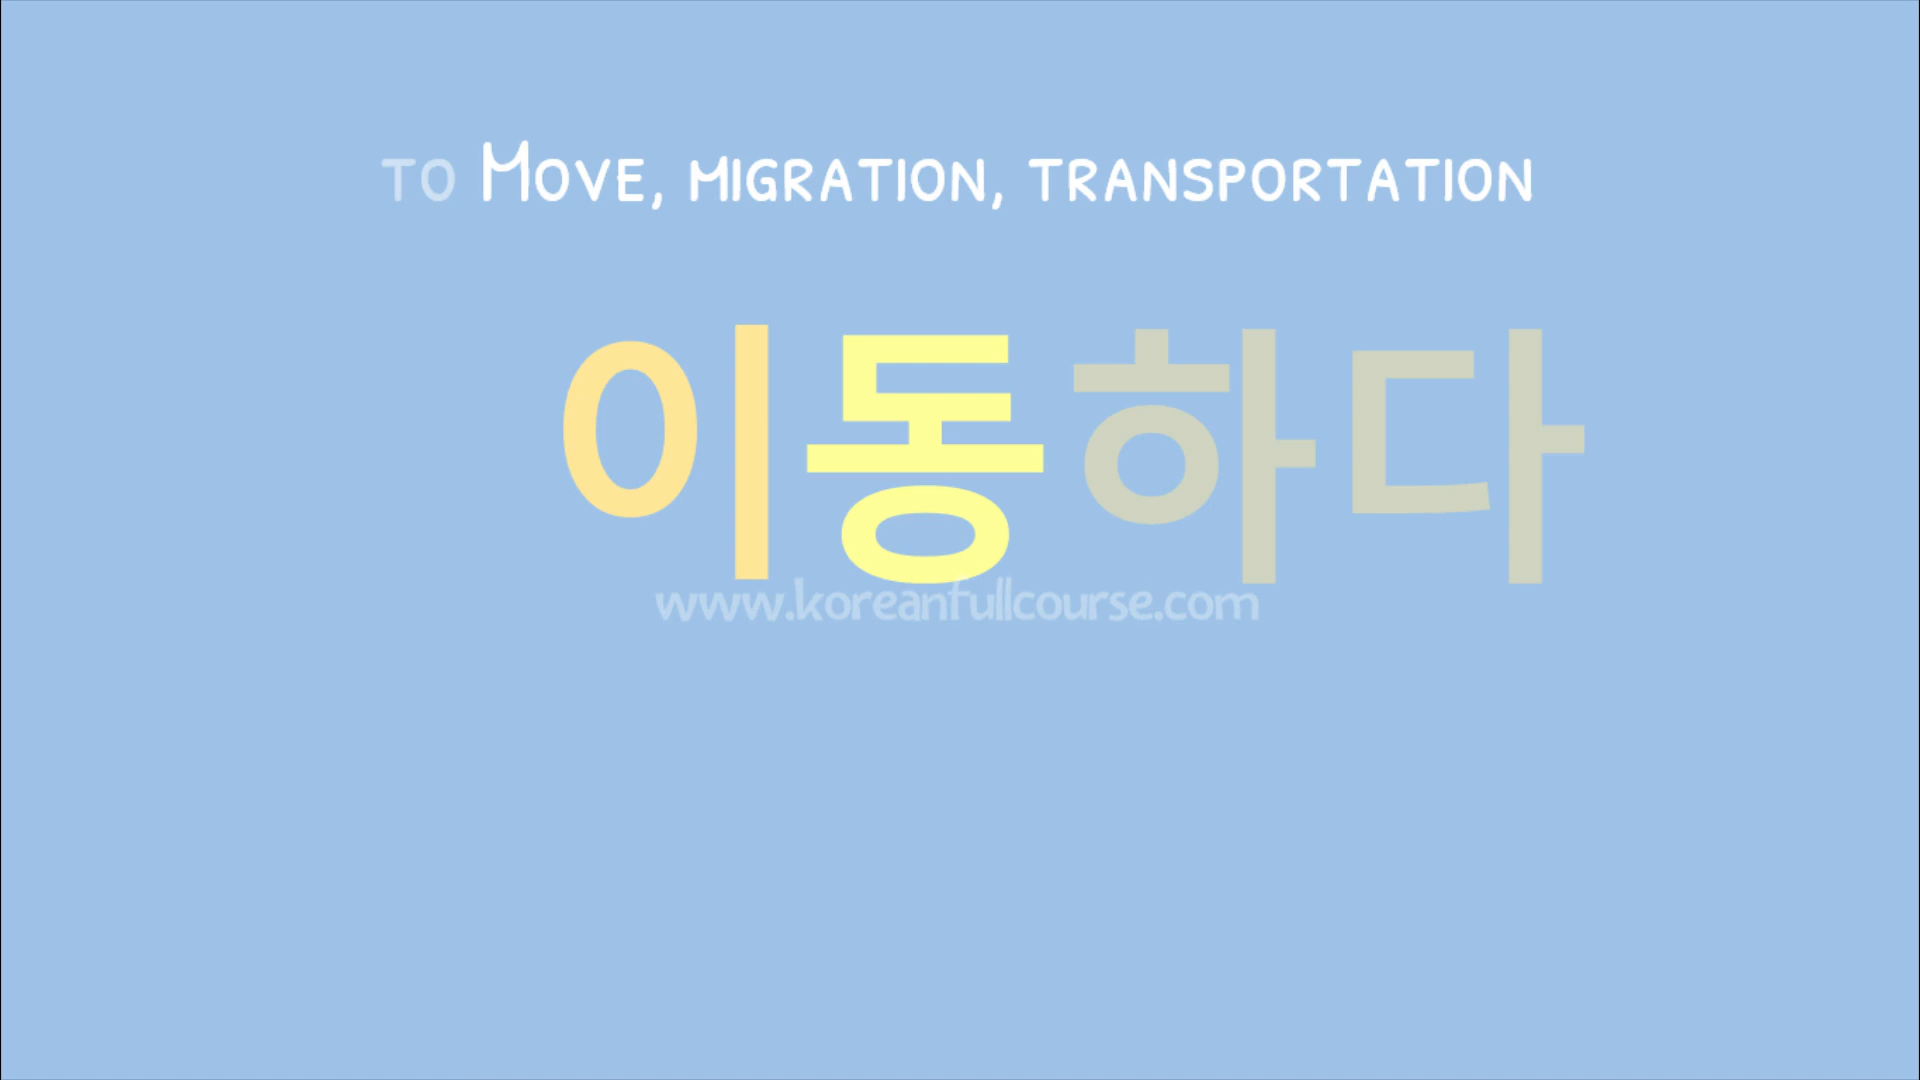 to Move, migration, transportation
이동하다
www.koreanfullcourse.com